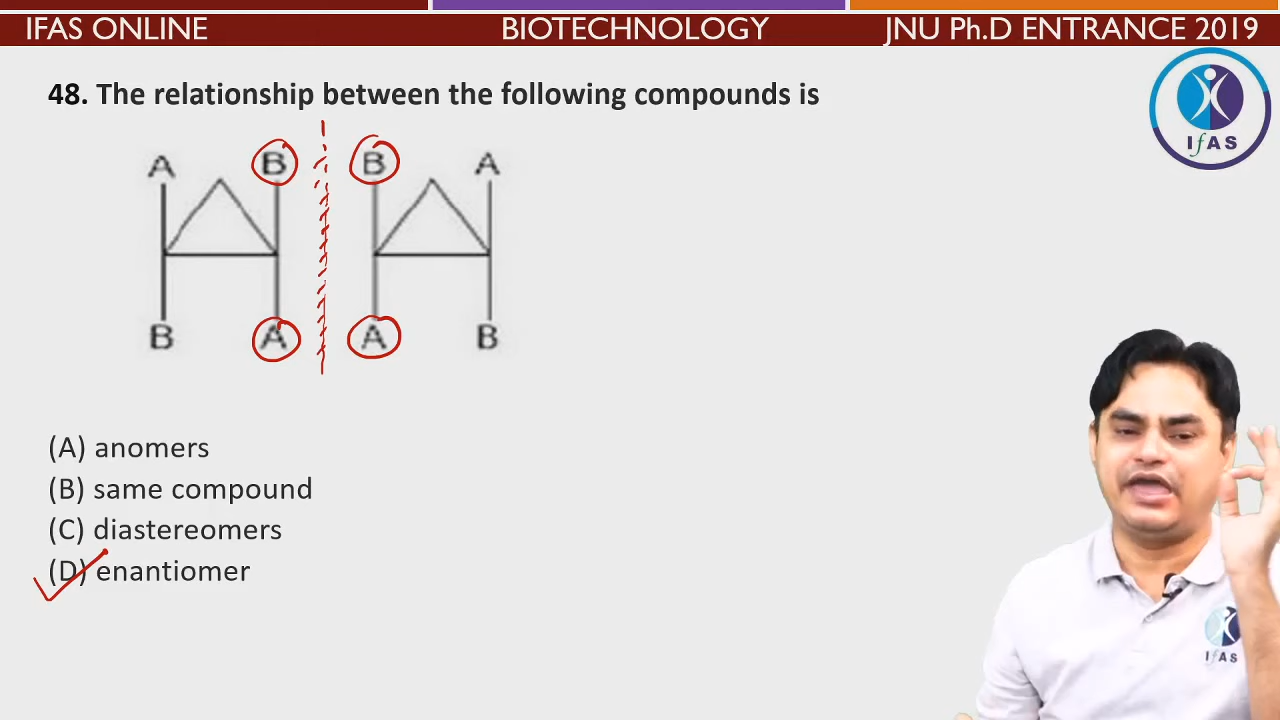 IFAS ONLINE BIOTECHNOLOGY JNU Ph.D ENTRANCE 2019
IfAS
48. The relationship between the following compounds is
A B B A
B A A B
(A) anomers
(B) same compound
(C) diastereomers
(D) enantiomer
IfAS